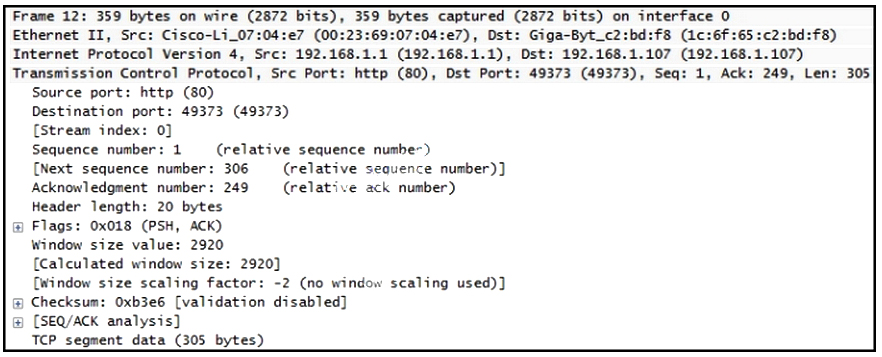 Frame 12: 359 bytes on wire (2872 bits), 359 bytes captured (2872 bits) on interface 0
Ethernet II, Src: Cisco-Li_07:04:e7 (00:23:69:07:04:e7), Dst: Giga-Byt_c2:bd:f8 (1c:6f:65:c2:bd:f8)
Internet Protocol Version 4, Src: 192.168.1.1 (192.168.1.1), Dst: 192.168.1.107 (192.168.1.107)
Transmission Control Protocol, Src Port: http (80), Dst Port: 49373 (49373), Seq: 1, Ack: 249, Len: 305
Source port: http (80)
Destination port: 49373 (49373)
[Stream index: 0]
Sequence number: 1 (relative sequence number)
[Next sequence number: 306 (relative sequence number)]
Acknowledgment number: 249 (relative ack number)
Header length: 20 bytes
Flags: 0x018 (PSH, ACK)
Window size value: 2920
[Calculated window size: 2920]
[Window size scaling factor: -2 (no window scaling used)]
Checksum: 0xb3e6 [validation disabled]
[SEQ/ACK analysis]
TCP segment data (305 bytes)